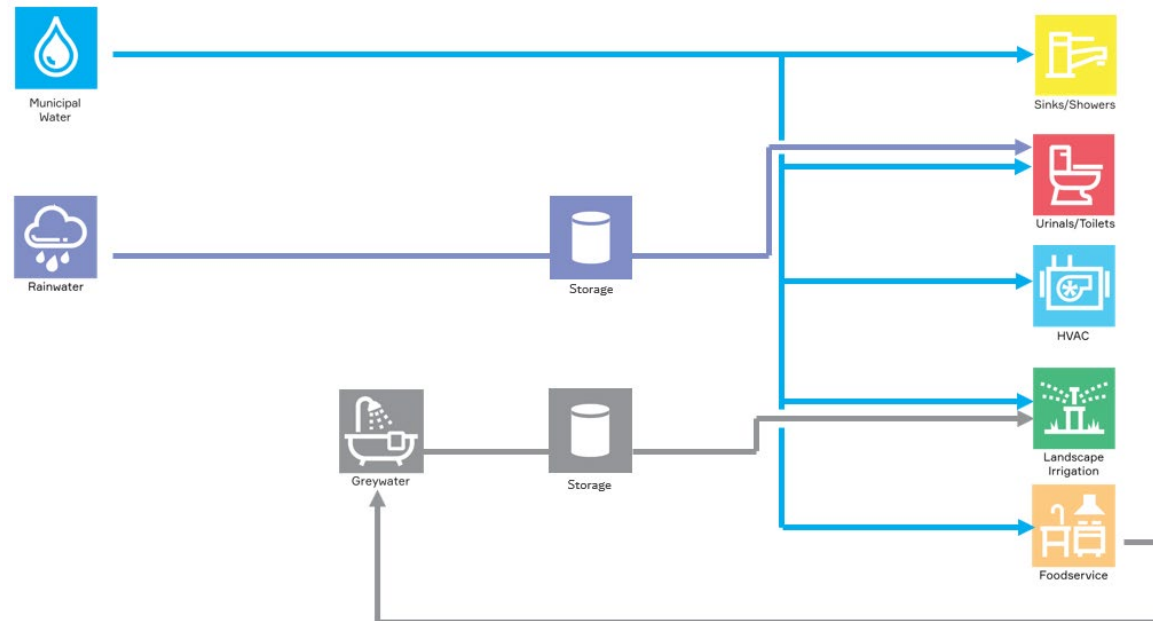 Municipal
Water
Sinks/Showers
Urinals/Toilets
Rainwater
Storage
HVAC
Greywater
Storage
Landscape
Irrigation
Foodservice